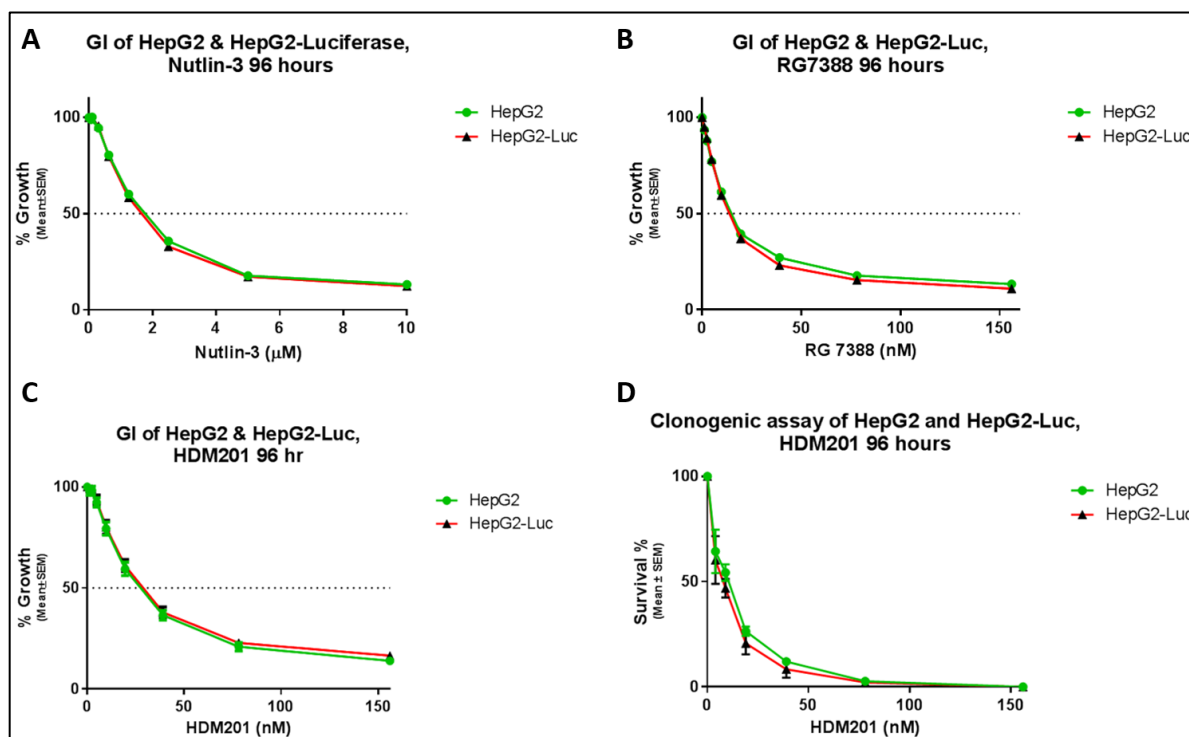 A
GI of HepG2 & HepG2-Luciferase,
Nutlin-3 96 hours
% Growth
(Mean±SEM)
100
50
0
0
2
4
6
8
10
Nutlin-3 (μM)
HepG2
HepG2-Luc
B
GI of HepG2 & HepG2-Luc,
RG7388 96 hours
% Growth
(Mean±SEM)
100
50
0
0
50
100
150
RG 7388 (nM)
HepG2
HepG2-Luc
C
GI of HepG2 & HepG2-Luc,
HDM201 96 hr
% Growth
(Mean±SEM)
100
50
0
0
50
100
150
HDM201 (nM)
HepG2
HepG2-Luc
D
Clonogenic assay of HepG2 and HepG2-Luc,
HDM201 96 hours
Survival %
(Mean ± SEM)
100
50
0
0
50
100
150
HDM201 (nM)
HepG2
HepG2-Luc